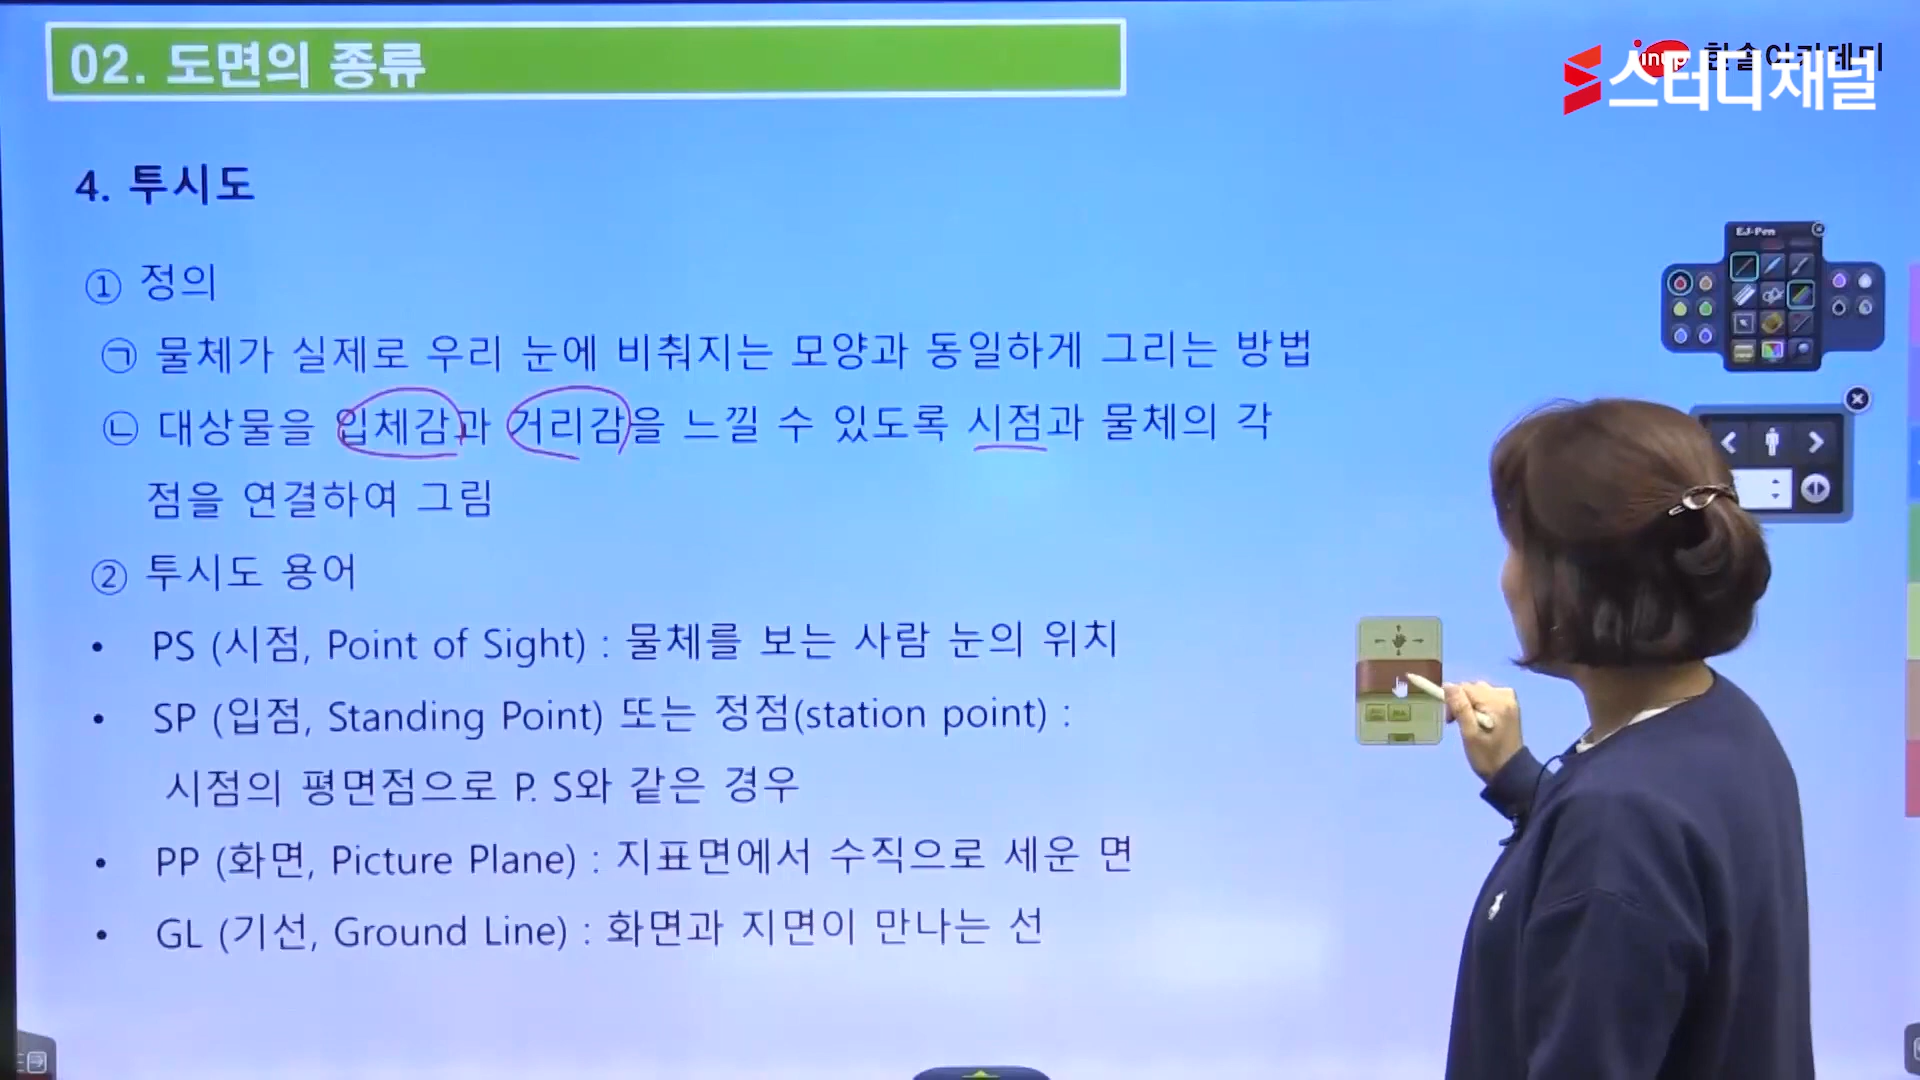 02. 도면의 종류
스터디채널
4. 투시도
EJ-Pen
① 정의
㉠ 물체가 실제로 우리 눈에 비춰지는 모양과 동일하게 그리는 방법
㉡ 대상물을 입체감과 거리감을 느낄 수 있도록 시점과 물체의 각
점을 연결하여 그림
② 투시도 용어
• PS (시점, Point of Sight) : 물체를 보는 사람 눈의 위치
• SP (입점, Standing Point) 또는 정점(station point) :
시점의 평면점으로 P. S와 같은 경우
• PP (화면, Picture Plane) : 지표면에서 수직으로 세운 면
• GL (기선, Ground Line) : 화면과 지면이 만나는 선